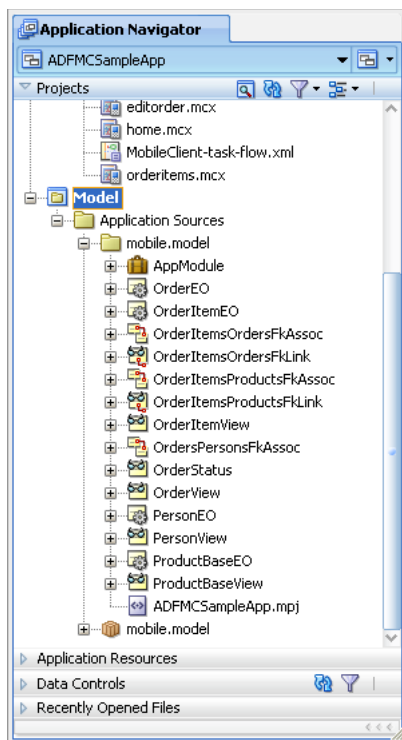 Application Navigator
ADFMCSampleApp
Projects
editorder.mcx
home.mcx
MobileClient-task-flow.xml
orderitems.mcx
Model
Application Sources
mobile.model
AppModule
OrderEO
OrderItemEO
OrderItemsOrdersFkAssoc
OrderItemsOrdersFkLink
OrderItemsProductsFkAssoc
OrderItemsProductsFkLink
OrderItemView
OrdersPersonsFkAssoc
OrderStatus
OrderView
PersonEO
PersonView
ProductBaseEO
ProductBaseView
ADFMCSampleApp.mpj
mobile.model
Application Resources
Data Controls
Recently Opened Files